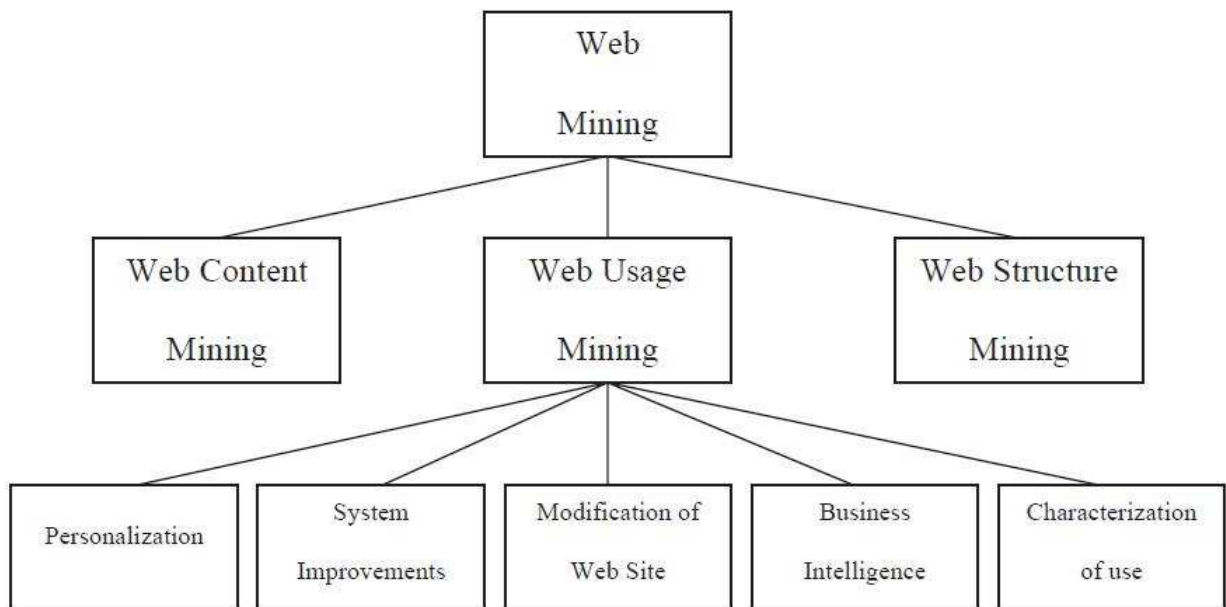 Web
Mining
Web Content
Mining
Web Usage
Mining
Web Structure
Mining
Personalization
System
Improvements
Modification of
Web Site
Business
Intelligence
Characterization
of use